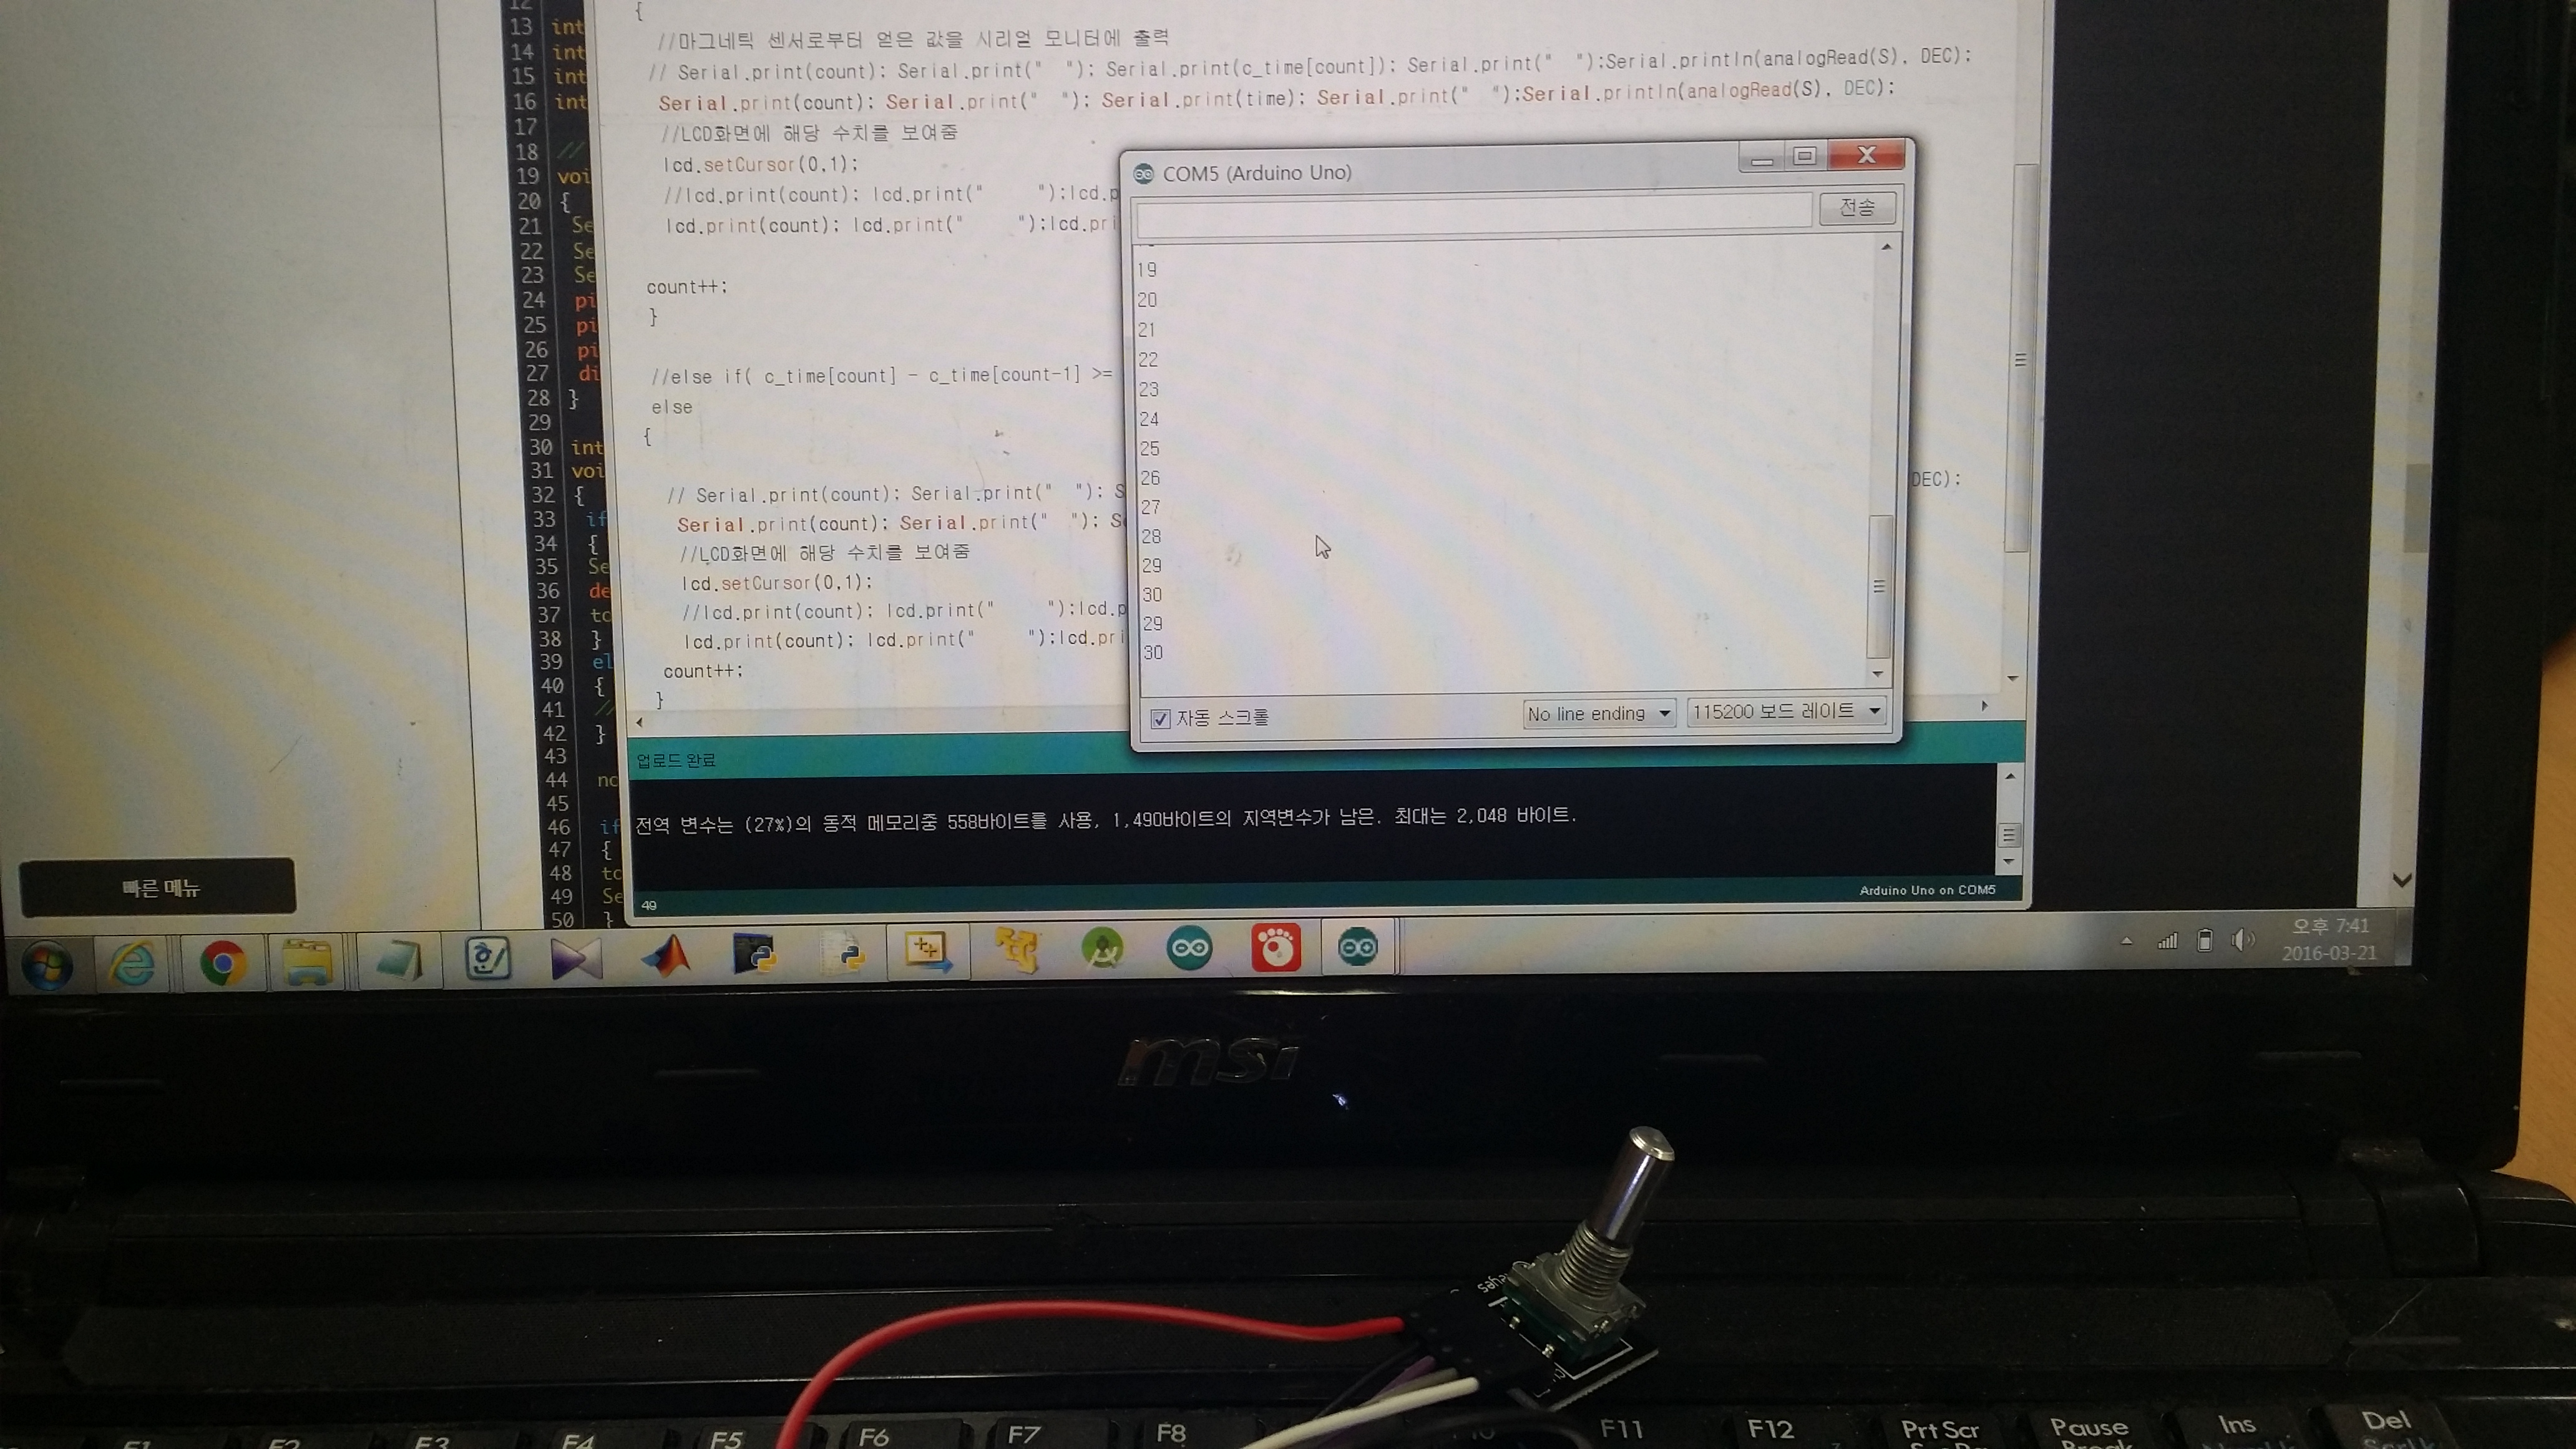 12
{
13 int
//마그네틱 센서로부터 얻은 값을 시리얼 모니터에 출력
14 int
// Serial.print(count); Serial.print("  "); Serial.print(c_time[count]); Serial.print("  ");Serial.println(analogRead(S), DEC);
15 int
Serial.print(count); Serial.print("  "); Serial.print(time); Serial.print("  ");Serial.println(analogRead(S), DEC);
16 int
17
//LCD화면에 해당 수치를 보여줌
18 //
lcd.setCursor(0,1);
19 voi
//lcd.print(count); lcd.print("     ");lcd.p
20 {
21 Se
lcd.print(count); lcd.print("     ");lcd.pri
22 Se
23 Se
count++;
24 pi
}
25 pi
26 pi
27 di
//else if( c_time[count] - c_time[count-1] >=
28 }
else
29
{
30 int
31 voi
32 {
// Serial.print(count); Serial.print("  "); S
DEC);
33 if
Serial.print(count); Serial.print("  "); Se
34 {
//LCD화면에 해당 수치를 보여줌
35 Se
lcd.setCursor(0,1);
36 de
//lcd.print(count); lcd.print("     ");lcd.p
37 tc
lcd.print(count); lcd.print("     ");lcd.pri
38 }
39 el
count++;
40 {
}
41 //
42 }
43
44 nc
45
46 if
47 {
48 tc
49 Se
50 }
COM5 (Arduino Uno)
전송
19
20
21
22
23
24
25
26
27
28
29
30
29
30
자동 스크롤
No line ending
115200 보드 레이트
업로드 완료
전역 변수는 (27%)의 동적 메모리중 558바이트를 사용, 1,490바이트의 지역변수가 남은. 최대는 2,048 바이트.
49
Arduino Uno on COM5
빠른 메뉴
오후 7:41
2016-03-21
msi
F1 F2 F3 F4 F5 F6 F7 F8 F11 F12 Prt Scr Pause Ins Del
Break